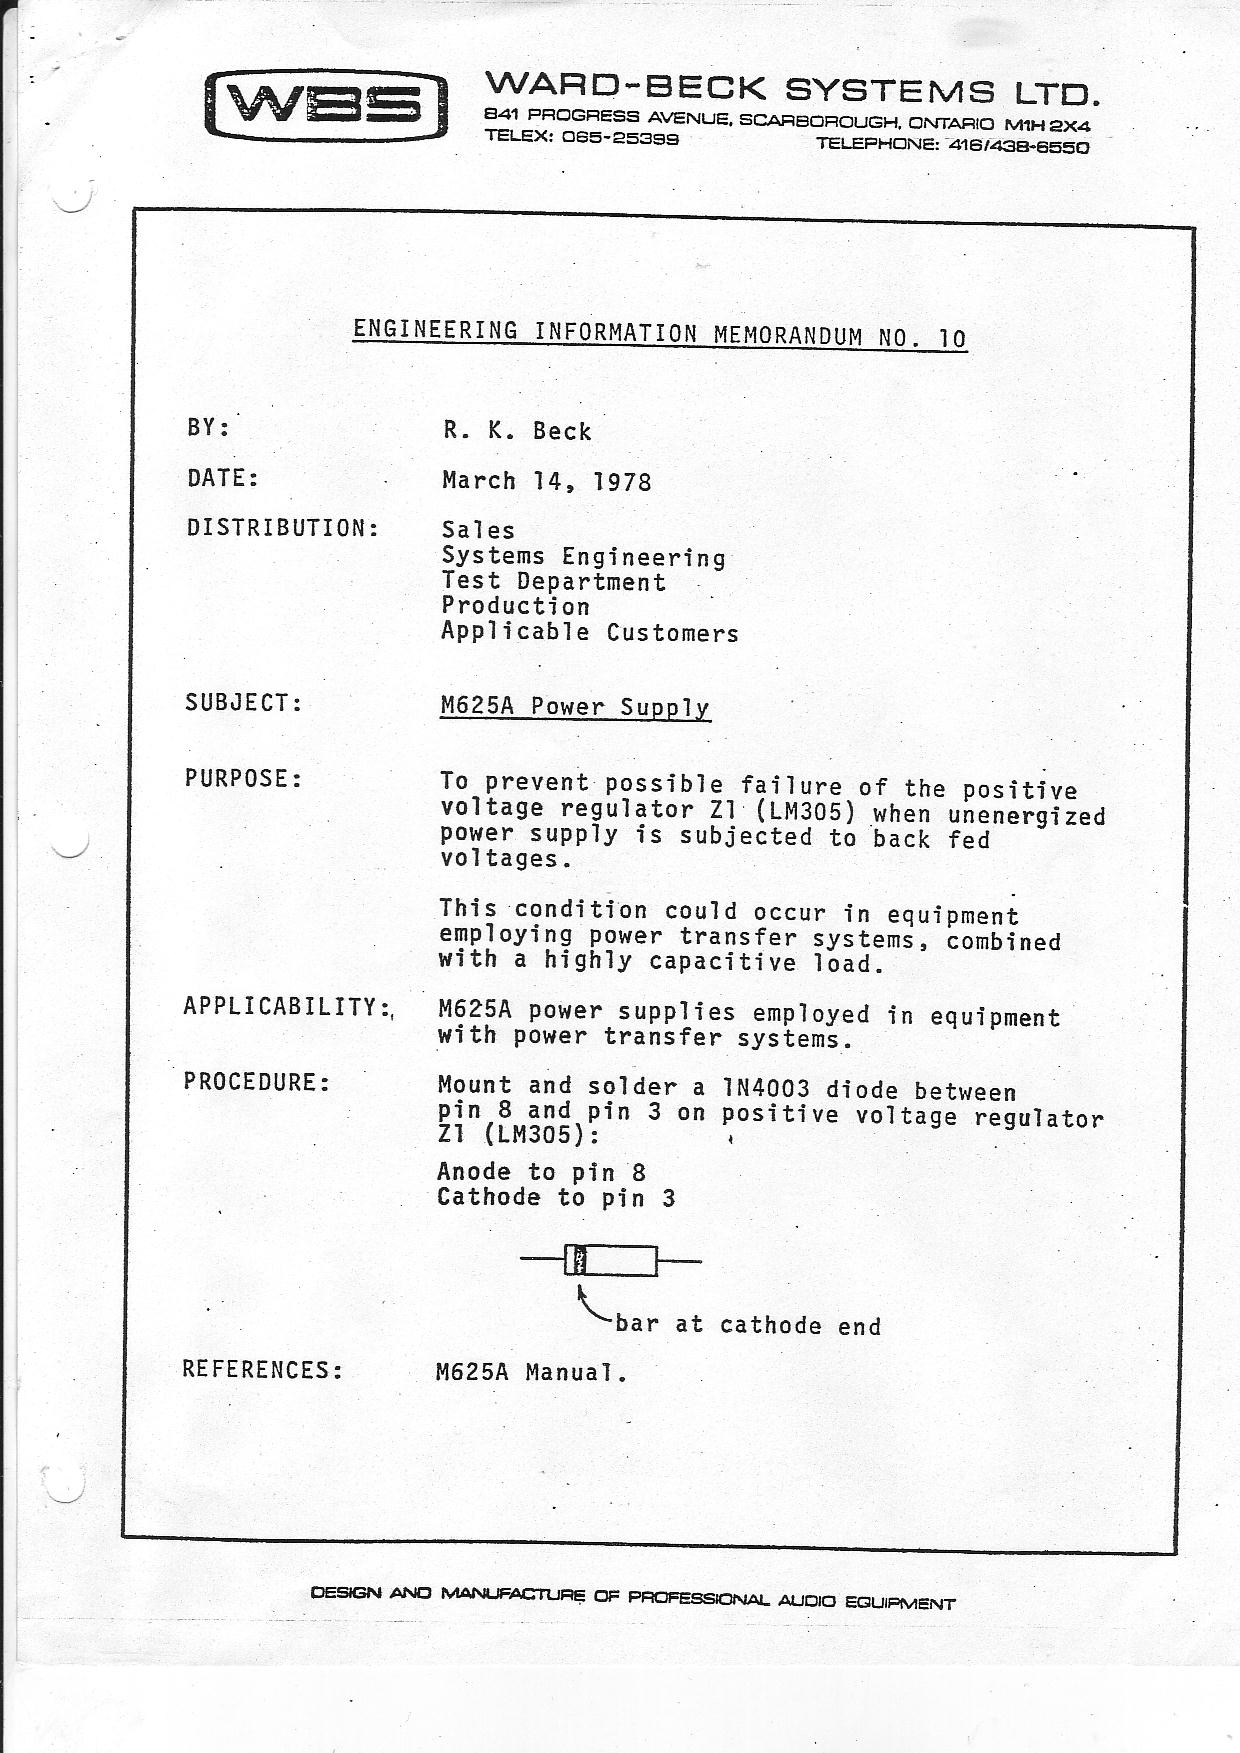 WBS
WARD-BECK SYSTEMS LTD.
841 PROGRESS AVENUE, SCARBOROUGH, ONTARIO M1H 2X4
TELEX: 065-25399 TELEPHONE: 416/438-6550
ENGINEERING INFORMATION MEMORANDUM NO. 10
BY: R. K. Beck
DATE: March 14, 1978
DISTRIBUTION: Sales
Systems Engineering
Test Department
Production
Applicable Customers
SUBJECT: M625A Power Supply
PURPOSE: To prevent possible failure of the positive
voltage regulator Z1 (LM305) when unenergized
power supply is subjected to back fed
voltages.
This condition could occur in equipment
employing power transfer systems, combined
with a highly capacitive load.
APPLICABILITY: M625A power supplies employed in equipment
with power transfer systems.
PROCEDURE: Mount and solder a 1N4003 diode between
pin 8 and pin 3 on positive voltage regulator
Z1 (LM305):
Anode to pin 8
Cathode to pin 3
bar at cathode end
REFERENCES: M625A Manual.
DESIGN AND MANUFACTURE OF PROFESSIONAL AUDIO EQUIPMENT